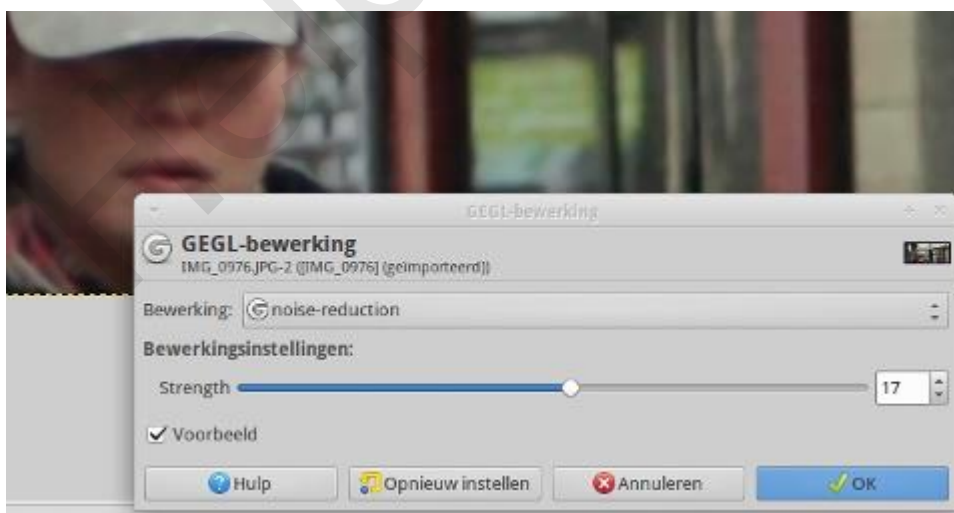 GEGL-bewerking
GEGL-bewerking
IMG_0976.JPG-2 ([IMG_0976] (geïmporteerd))
Bewerking: noise-reduction
Bewerkingsinstellingen:
Strength 17
Voorbeeld
Hulp Opnieuw instellen Annuleren OK